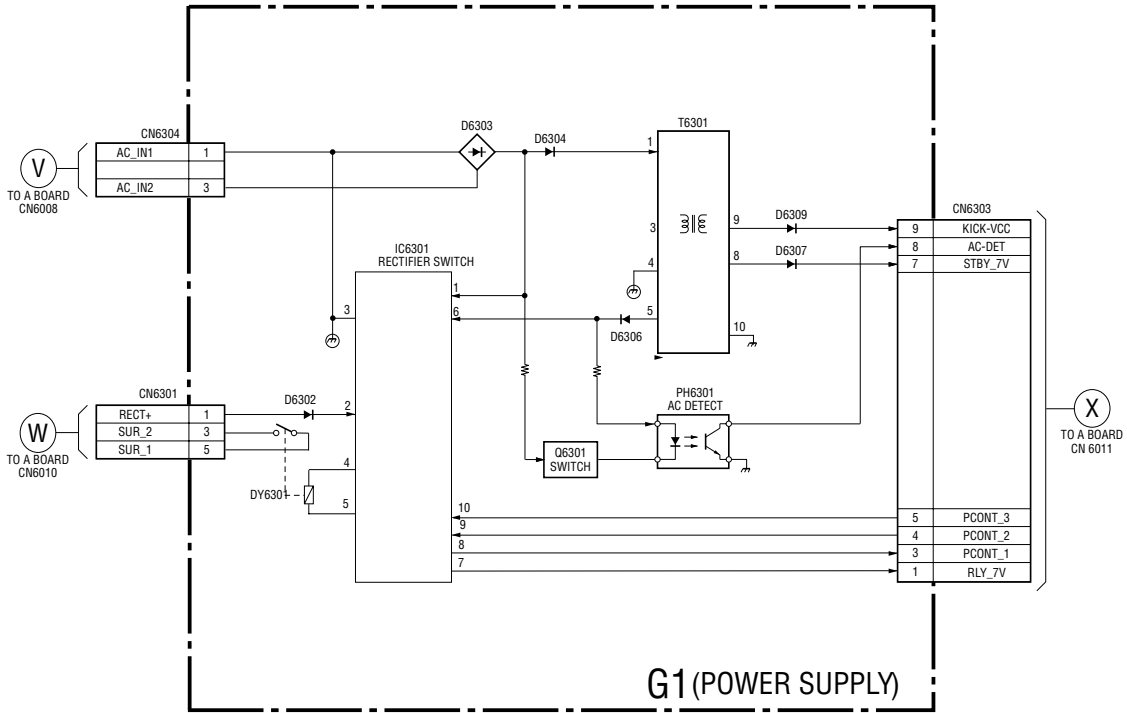 CN6304
AC_IN1 1
AC_IN2 3
V
TO A BOARD
CN6008
D6303
D6304
T6301
1
3
4
5
9
8
10
D6309
D6307
D6306
CN6303
9 KICK-VCC
8 AC-DET
7 STBY_7V
5 PCONT_3
4 PCONT_2
3 PCONT_1
1 RLY_7V
X
TO A BOARD
CN 6011
IC6301
RECTIFIER SWITCH
1
6
3
2
4
5
10
9
8
7
CN6301
RECT+ 1
SUR_2 3
SUR_1 5
W
TO A BOARD
CN6010
D6302
DY6301
PH6301
AC DETECT
Q6301
SWITCH
G1 (POWER SUPPLY)